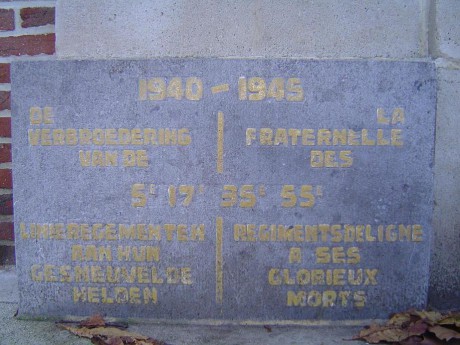 1940 - 1945
DE
VERBROEDERING
VAN DE
LA
FRATERNELLE
DES
5ᵉ 17ᵉ 35ᵉ 55ᵉ
LINIEREGEMENTEN
AAN HUN
GESNEUVELDE
HELDEN
REGIMENTS DE LIGNE
A SES
GLORIEUX
MORTS